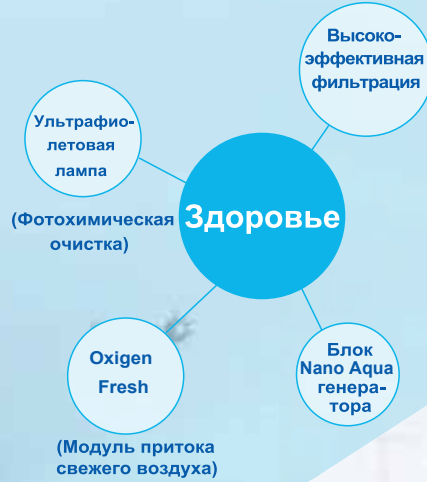 Высоко-
эффективная
фильтрация
Ультрафио-
летовая
лампа
(Фотохимическая
очистка)
Здоровье
Oxigen
Fresh
(Модуль притока
свежего воздуха)
Блок
Nano Aqua
генера-
тора